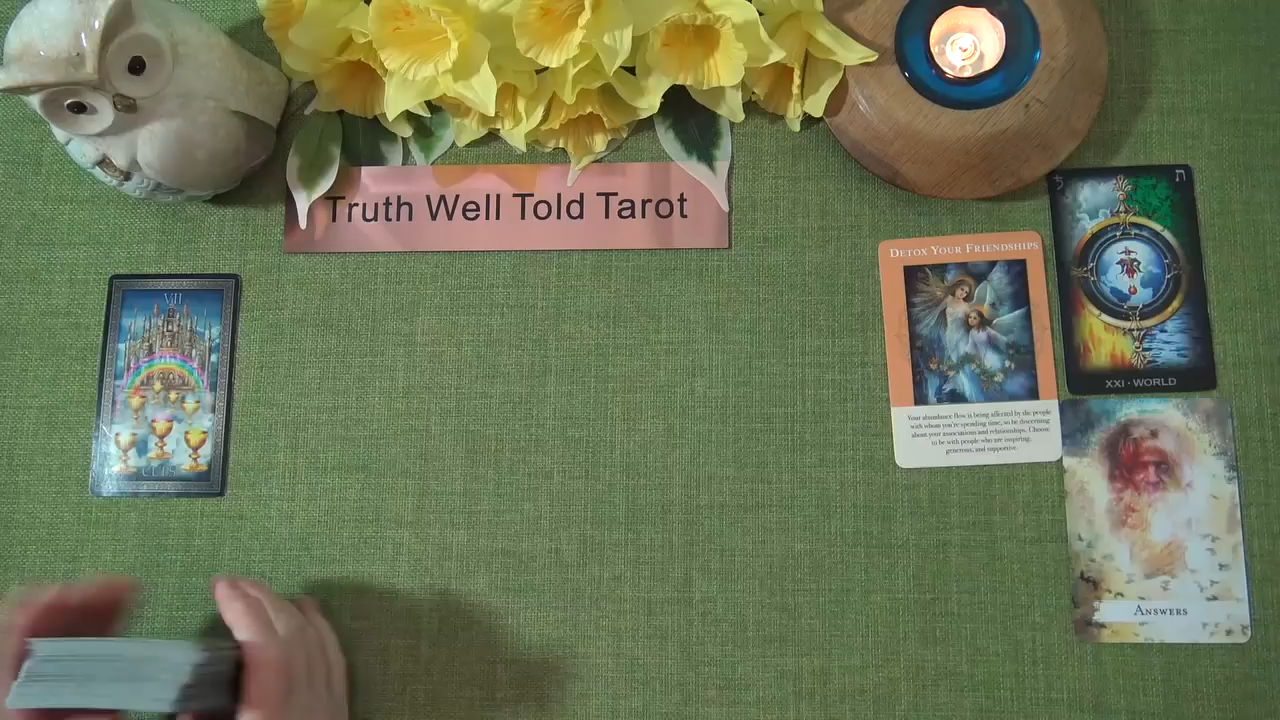 Truth Well Told Tarot
VII
CUPS
DETOX YOUR FRIENDSHIPS
Your abundance flow is being affected by the people
with whom you're spending time, so be discerning
about your associations and relationships. Choose
to be with people who are inspiring,
generous, and supportive.
♄ ת
XXI · WORLD
ANSWERS